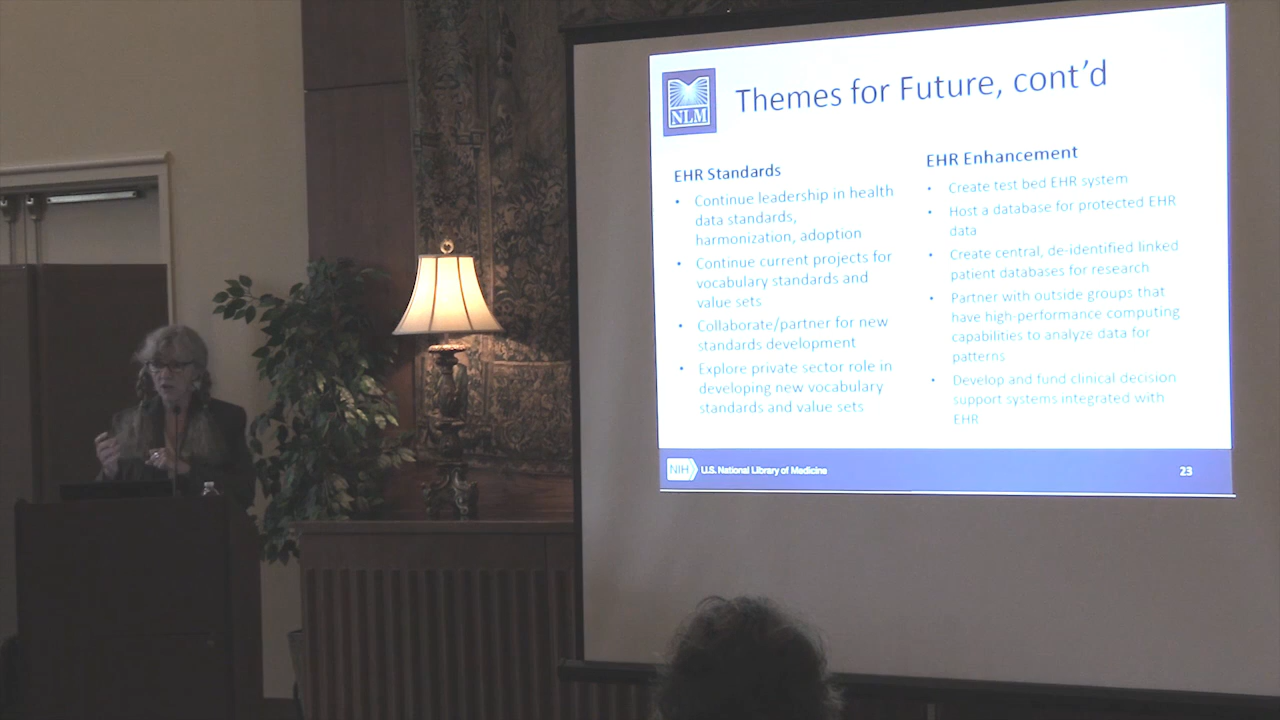 NLM
Themes for Future, cont'd
EHR Standards
• Continue leadership in health
data standards,
harmonization, adoption
• Continue current projects for
vocabulary standards and
value sets
• Collaborate/partner for new
standards development
• Explore private sector role in
developing new vocabulary
standards and value sets
EHR Enhancement
• Create test bed EHR system
• Host a database for protected EHR
data
• Create central, de-identified linked
patient databases for research
• Partner with outside groups that
have high-performance computing
capabilities to analyze data for
patterns
• Develop and fund clinical decision
support systems integrated with
EHR
NIH U.S. National Library of Medicine
23